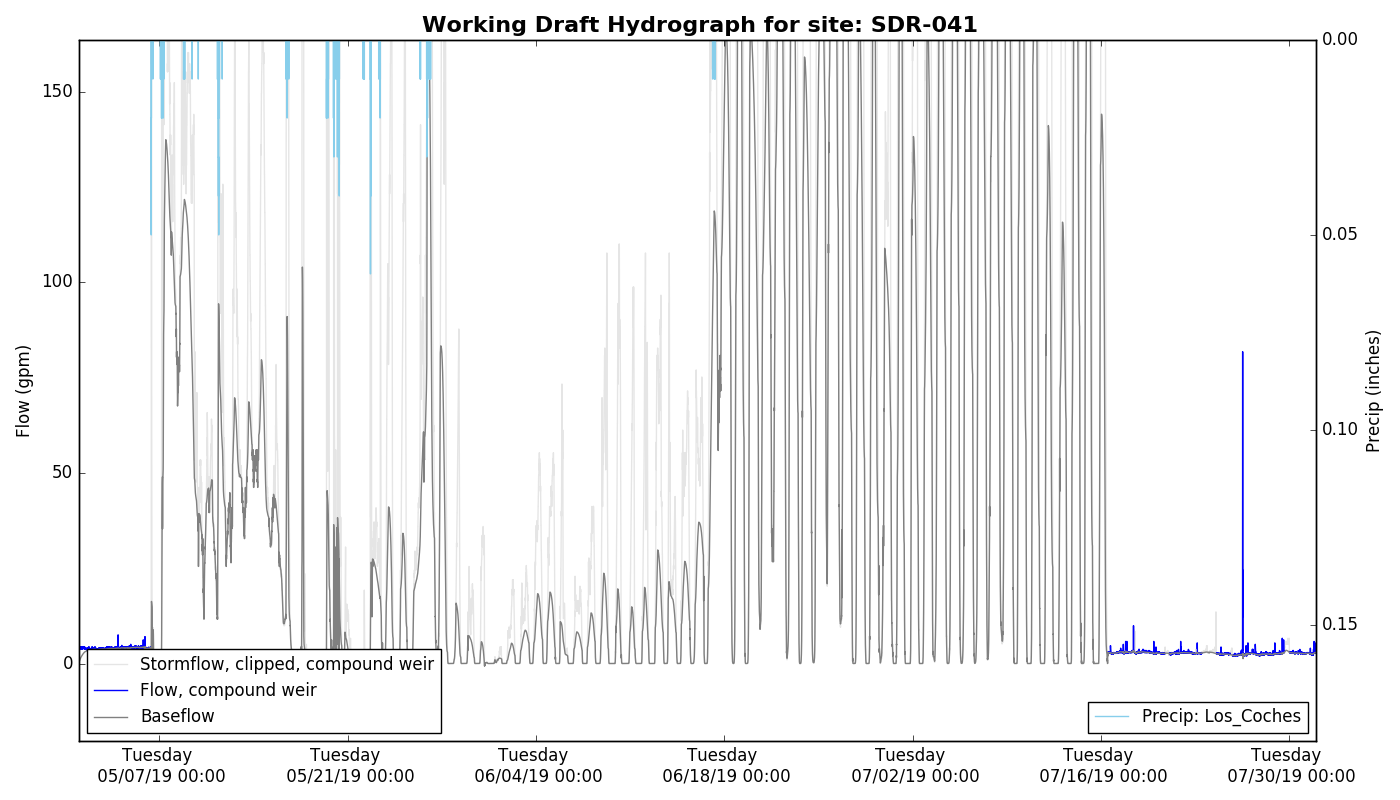 Working Draft Hydrograph for site: SDR-041
Flow (gpm)
150
100
50
0
0.00
0.05
0.10
0.15
Precip (inches)
Stormflow, clipped, compound weir
Flow, compound weir
Baseflow
Precip: Los_Coches
Tuesday
05/07/19 00:00
Tuesday
05/21/19 00:00
Tuesday
06/04/19 00:00
Tuesday
06/18/19 00:00
Tuesday
07/02/19 00:00
Tuesday
07/16/19 00:00
Tuesday
07/30/19 00:00